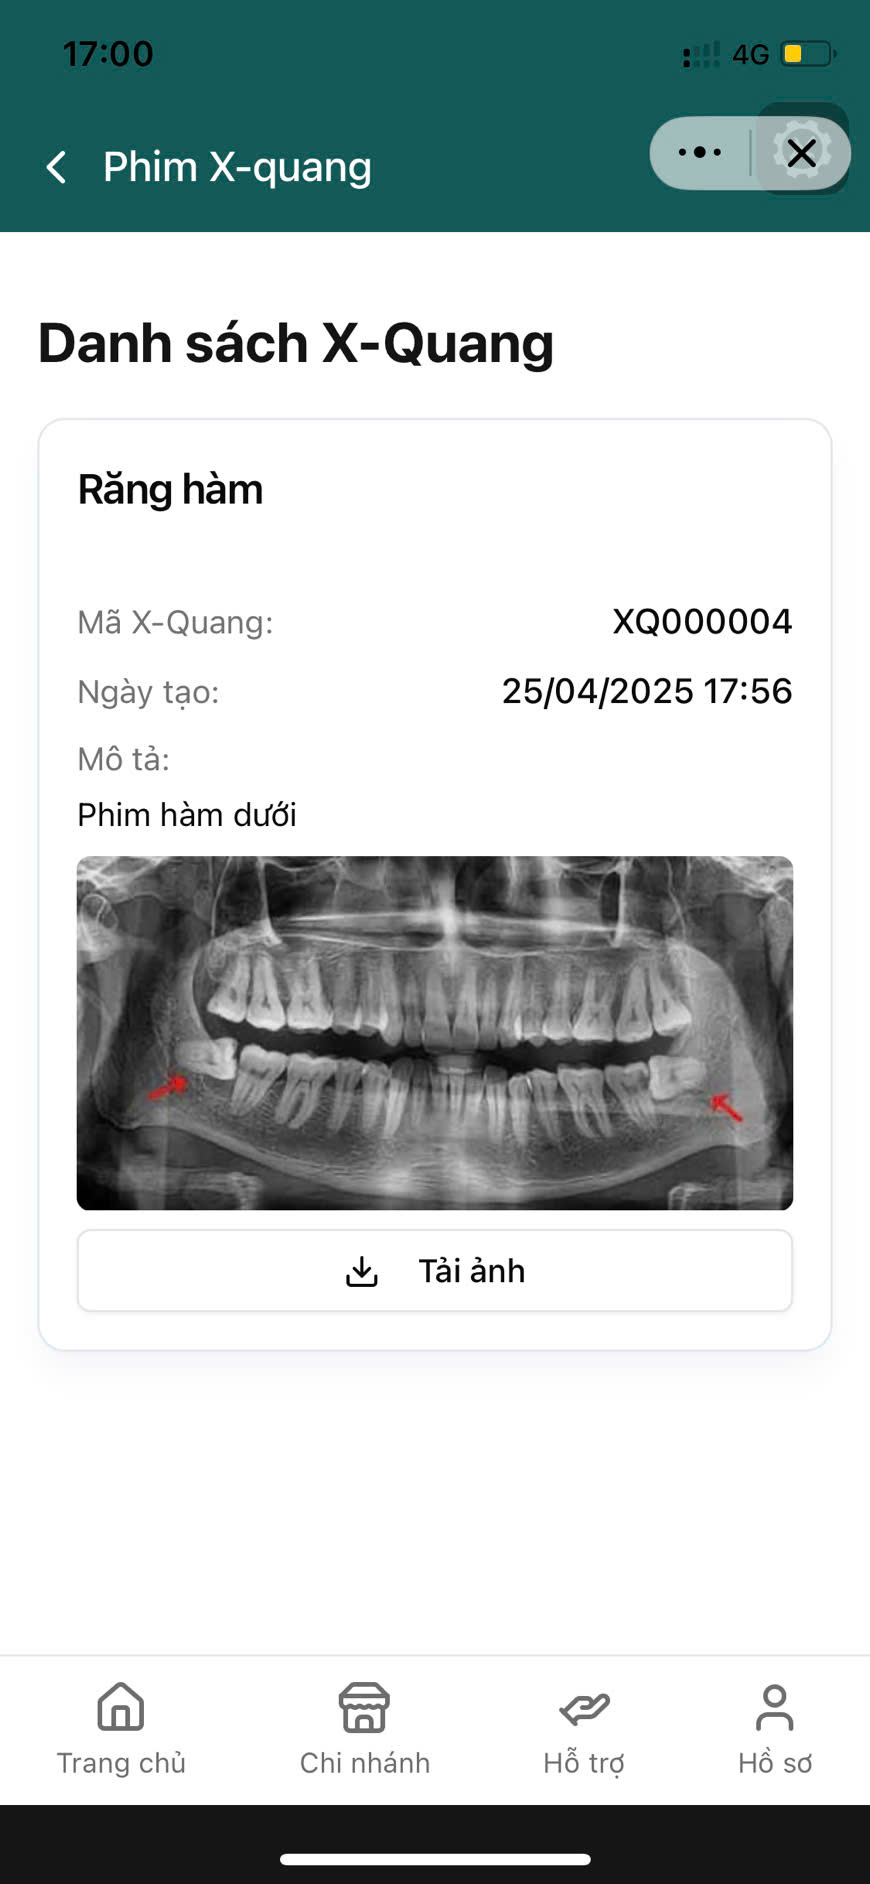 17:00
4G
Phim X-quang
Danh sách X-Quang
Răng hàm
Mã X-Quang: XQ000004
Ngày tạo: 25/04/2025 17:56
Mô tả:
Phim hàm dưới
Tải ảnh
Trang chủ Chi nhánh Hỗ trợ Hồ sơ